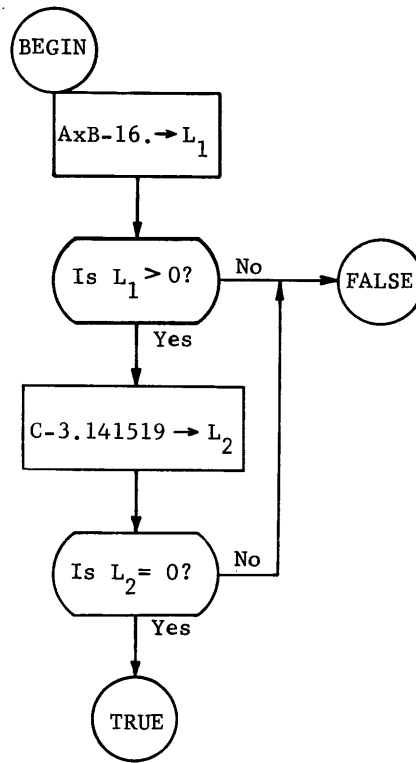 BEGIN
AxB-16.→L1
Is L1 > 0?
No
FALSE
Yes
C-3.141519→L2
Is L2= 0?
No
Yes
TRUE